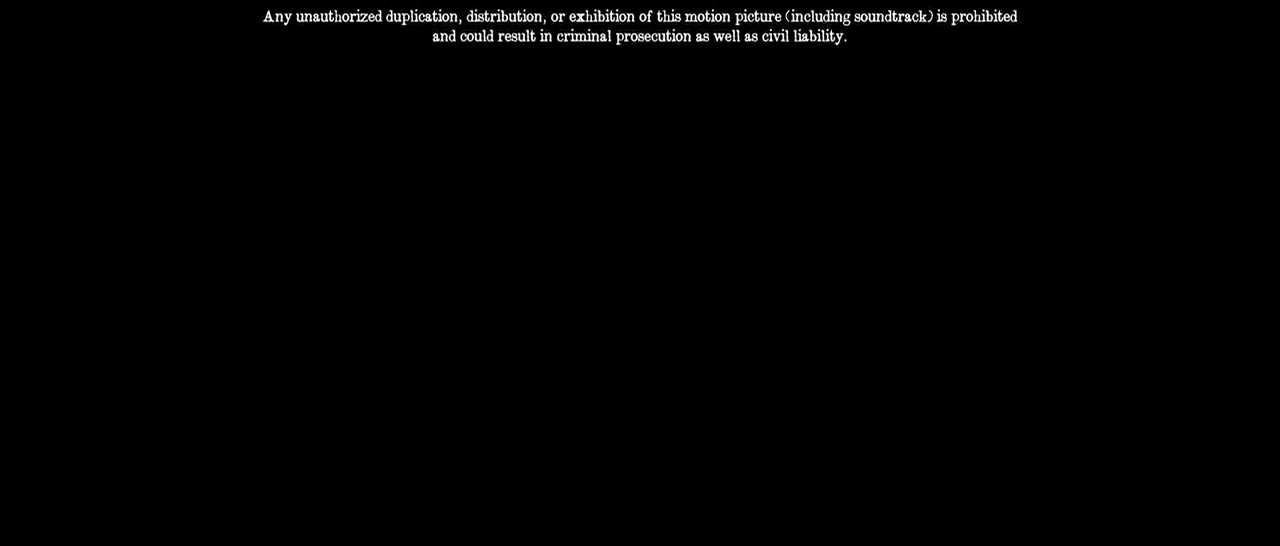 Any unauthorized duplication, distribution, or exhibition of this motion picture (including soundtrack) is prohibited
and could result in criminal prosecution as well as civil liability.